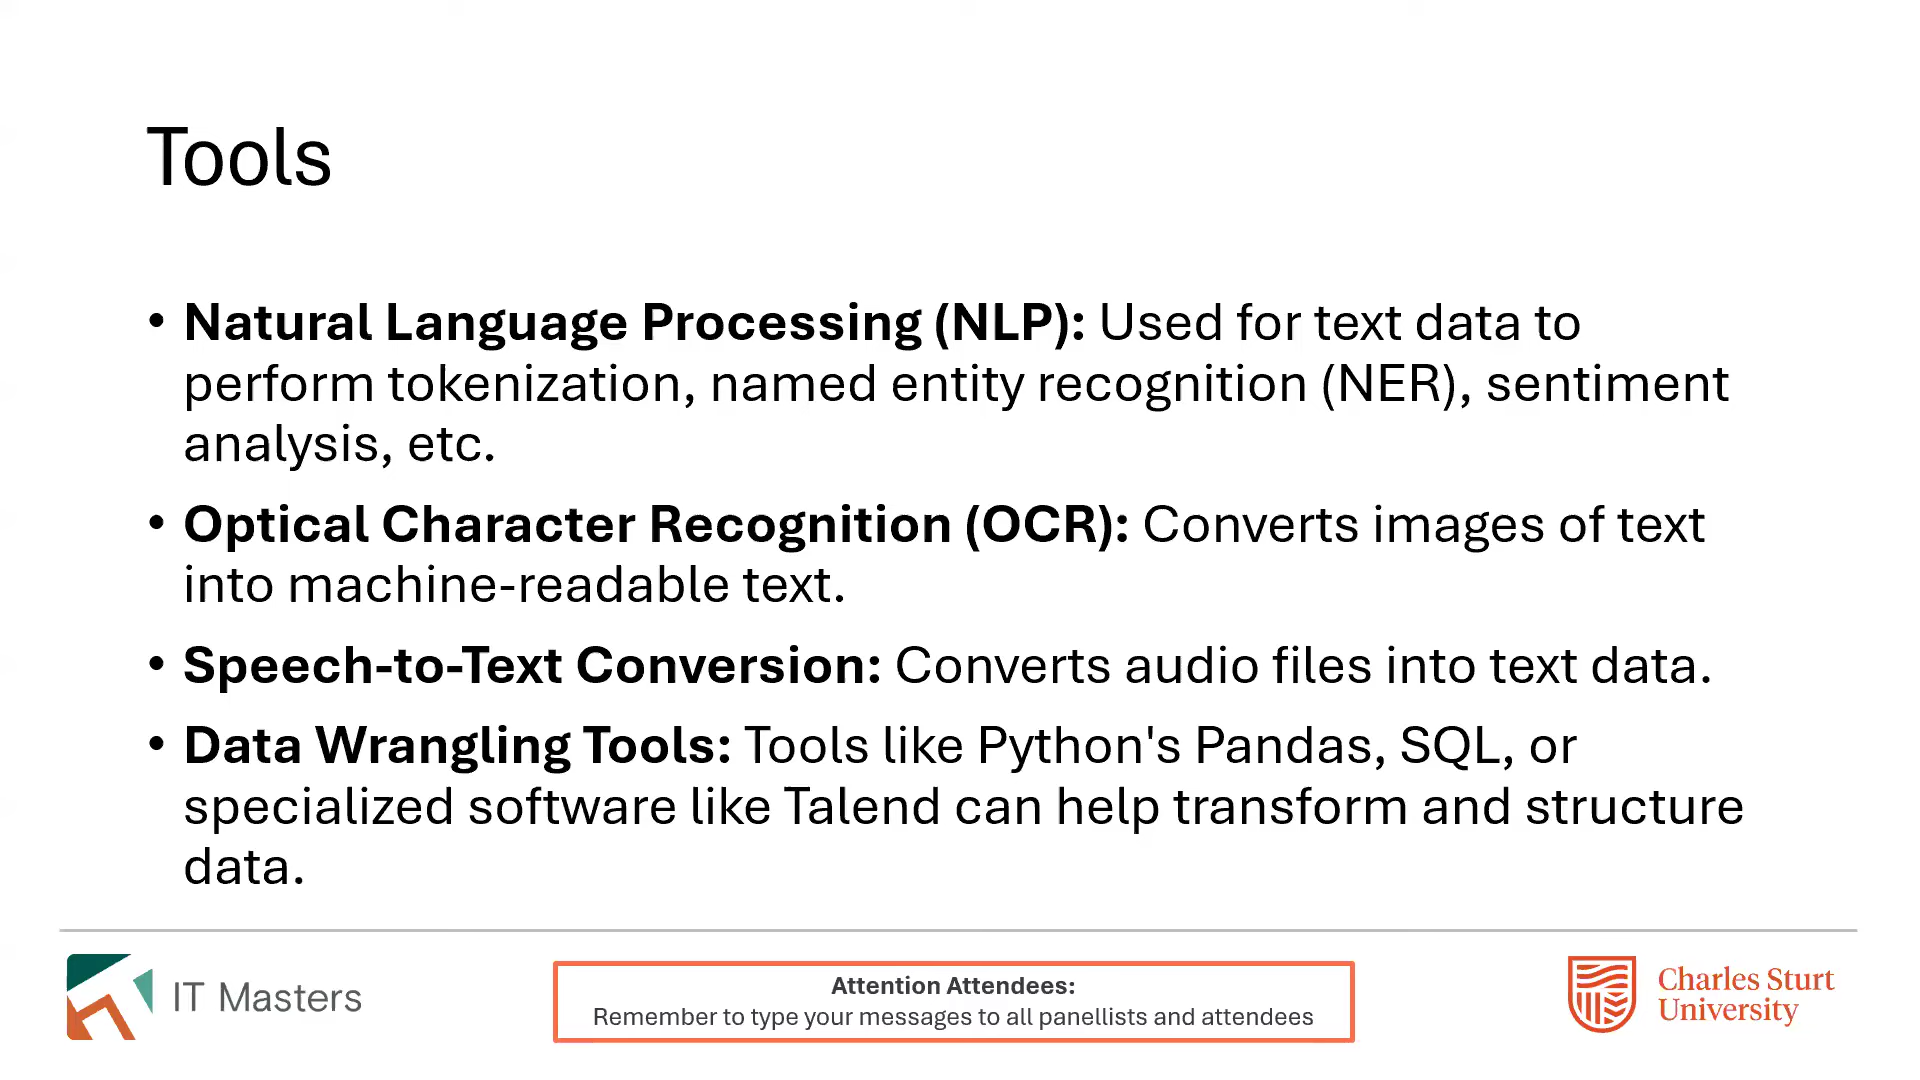 Tools
• Natural Language Processing (NLP): Used for text data to
perform tokenization, named entity recognition (NER), sentiment
analysis, etc.
• Optical Character Recognition (OCR): Converts images of text
into machine-readable text.
• Speech-to-Text Conversion: Converts audio files into text data.
• Data Wrangling Tools: Tools like Python's Pandas, SQL, or
specialized software like Talend can help transform and structure
data.
IT Masters
Attention Attendees:
Remember to type your messages to all panellists and attendees
Charles Sturt
University